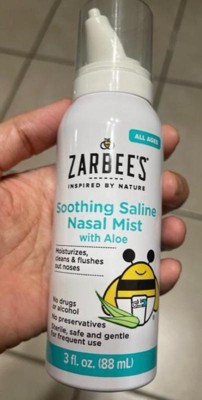 ALL AGES
ZARBEE'S
INSPIRED BY NATURE
Soothing Saline
Nasal Mist
with Aloe
Moisturizes,
cleans & flushes
out noses
No drugs
or alcohol
No preservatives
Sterile, safe and gentle
for frequent use
3 fl. oz. (88 mL)